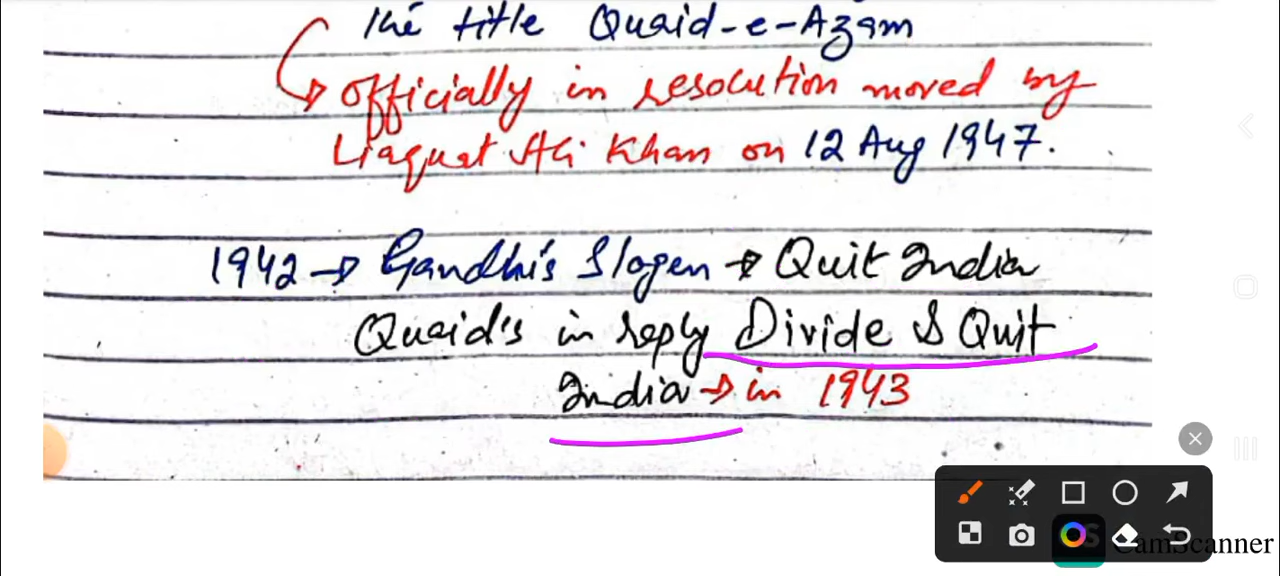 The title Quaid-e-Azam
officially in resolution moved by
Liaquat Ali Khan on 12 Aug 1947.
1942 → Gandhi's Slogen → Quit India
Quaid's in reply Divide & Quit
India → in 1943
CamScanner